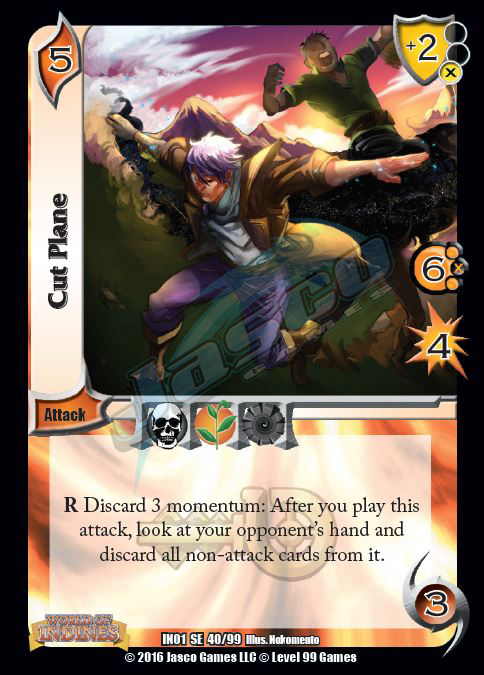 5
+2
X
Cut Plane
6
4
Jasco
GAMES
Attack
R Discard 3 momentum: After you play this
attack, look at your opponent's hand and
discard all non-attack cards from it.
3
WORLD OF
INDINES
IN01 SE 40/99 Illus. Nokomento
© 2016 Jasco Games LLC © Level 99 Games